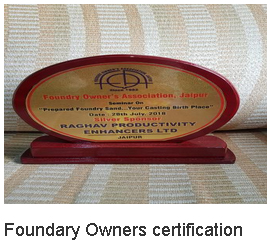 Foundry Owner's Association, Jaipur
Seminar On
"Prepared Foundry Sand...Your Casting Birth Place"
Date : 28th July, 2018
Silver Sponsor
RAGHAV PRODUCTIVITY
ENHANCERS LTD
JAIPUR
Foundary Owners certification